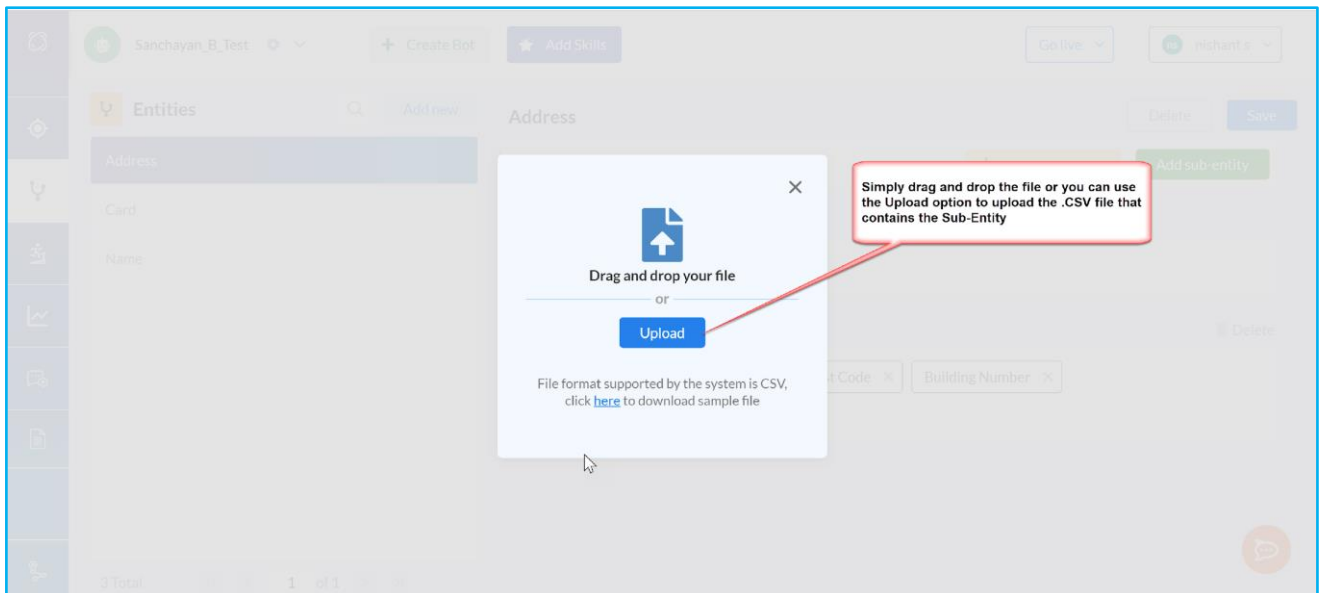 Sanchayan_B_Test
+ Create Bot
Add Skills
Go live
ns
nishant s
Entities
Add new
Address
Delete
Save
Address
Add sub-entity
Card
Name
Simply drag and drop the file or you can use
the Upload option to upload the .CSV file that
contains the Sub-Entity
Drag and drop your file
or
Upload
File format supported by the system is CSV,
click here to download sample file
Delete
t Code ×
Building Number ×
3 Total
1 of 1